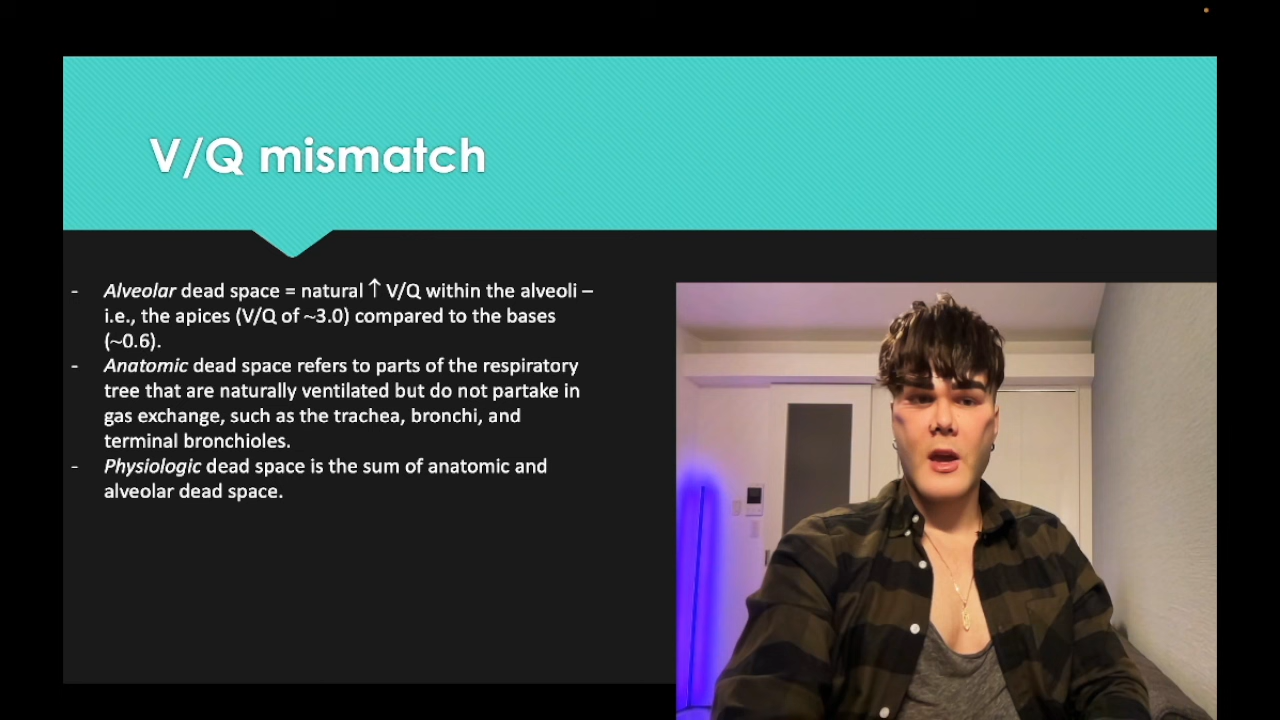 V/Q mismatch
- Alveolar dead space = natural ↑ V/Q within the alveoli –
i.e., the apices (V/Q of ~3.0) compared to the bases
(~0.6).
- Anatomic dead space refers to parts of the respiratory
tree that are naturally ventilated but do not partake in
gas exchange, such as the trachea, bronchi, and
terminal bronchioles.
- Physiologic dead space is the sum of anatomic and
alveolar dead space.